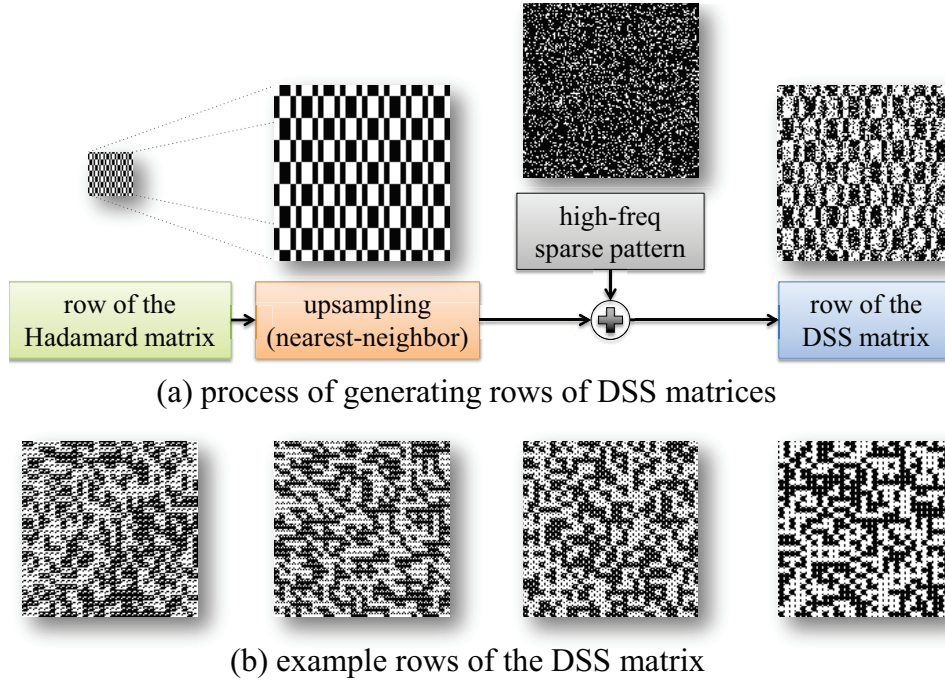 high-freq
sparse pattern
row of the
Hadamard matrix
upsampling
(nearest-neighbor)
row of the
DSS matrix
(a) process of generating rows of DSS matrices
(b) example rows of the DSS matrix